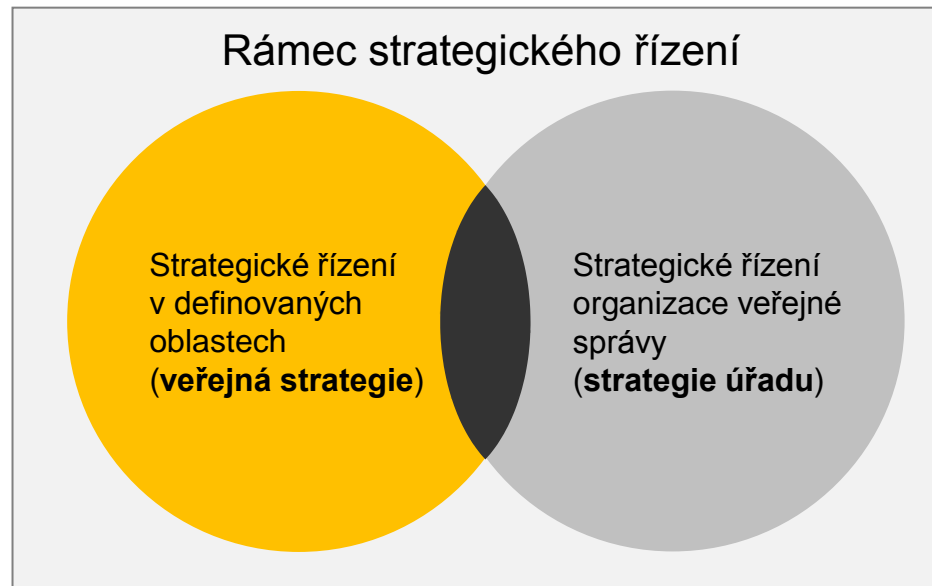 Rámec strategického řízení
Strategické řízení
v definovaných
oblastech
(veřejná strategie)
Strategické řízení
organizace veřejné
správy
(strategie úřadu)